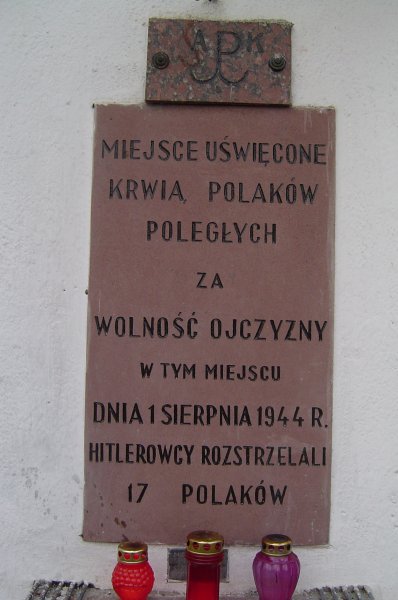 AK
MIEJSCE UŚWIĘCONE
KRWIĄ POLAKÓW
POLEGŁYCH
ZA
WOLNOŚĆ OJCZYZNY
W TYM MIEJSCU
DNIA 1 SIERPNIA 1944 R.
HITLEROWCY ROZSTRZELALI
17 POLAKÓW